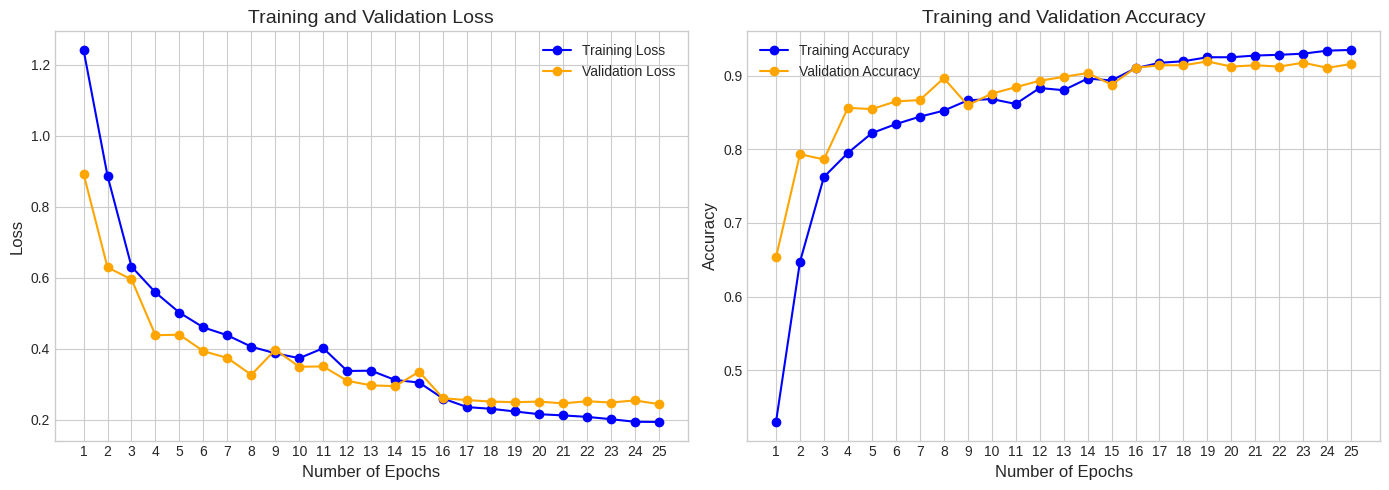 Training and Validation Loss
Training Loss
Validation Loss
1.2
1.0
0.8
0.6
0.4
0.2
Loss
1 2 3 4 5 6 7 8 9 10 11 12 13 14 15 16 17 18 19 20 21 22 23 24 25
Number of Epochs
Training and Validation Accuracy
Training Accuracy
Validation Accuracy
0.9
0.8
0.7
0.6
0.5
Accuracy
1 2 3 4 5 6 7 8 9 10 11 12 13 14 15 16 17 18 19 20 21 22 23 24 25
Number of Epochs